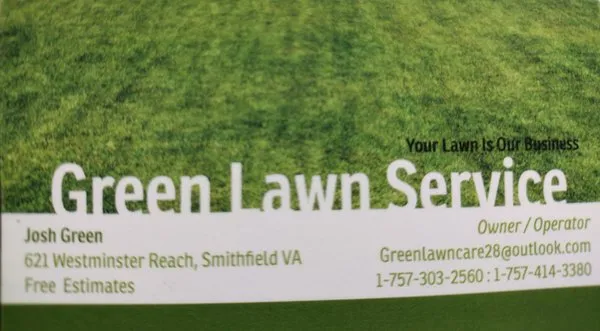 Your Lawn Is Our Business
Green Lawn Service
Josh Green
Owner / Operator
621 Westminster Reach, Smithfield VA
Greenlawncare28@outlook.com
Free Estimates
1-757-303-2560 : 1-757-414-3380